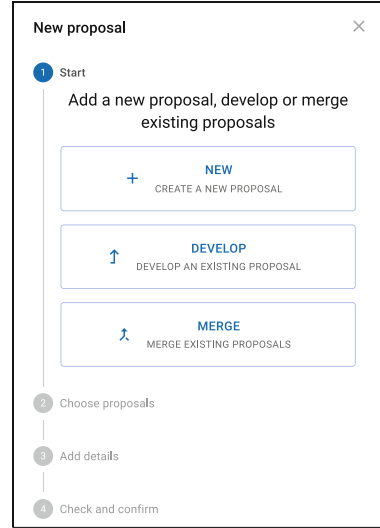 New proposal
1 Start
Add a new proposal, develop or merge
existing proposals
NEW
CREATE A NEW PROPOSAL
DEVELOP
DEVELOP AN EXISTING PROPOSAL
MERGE
MERGE EXISTING PROPOSALS
2 Choose proposals
3 Add details
4 Check and confirm